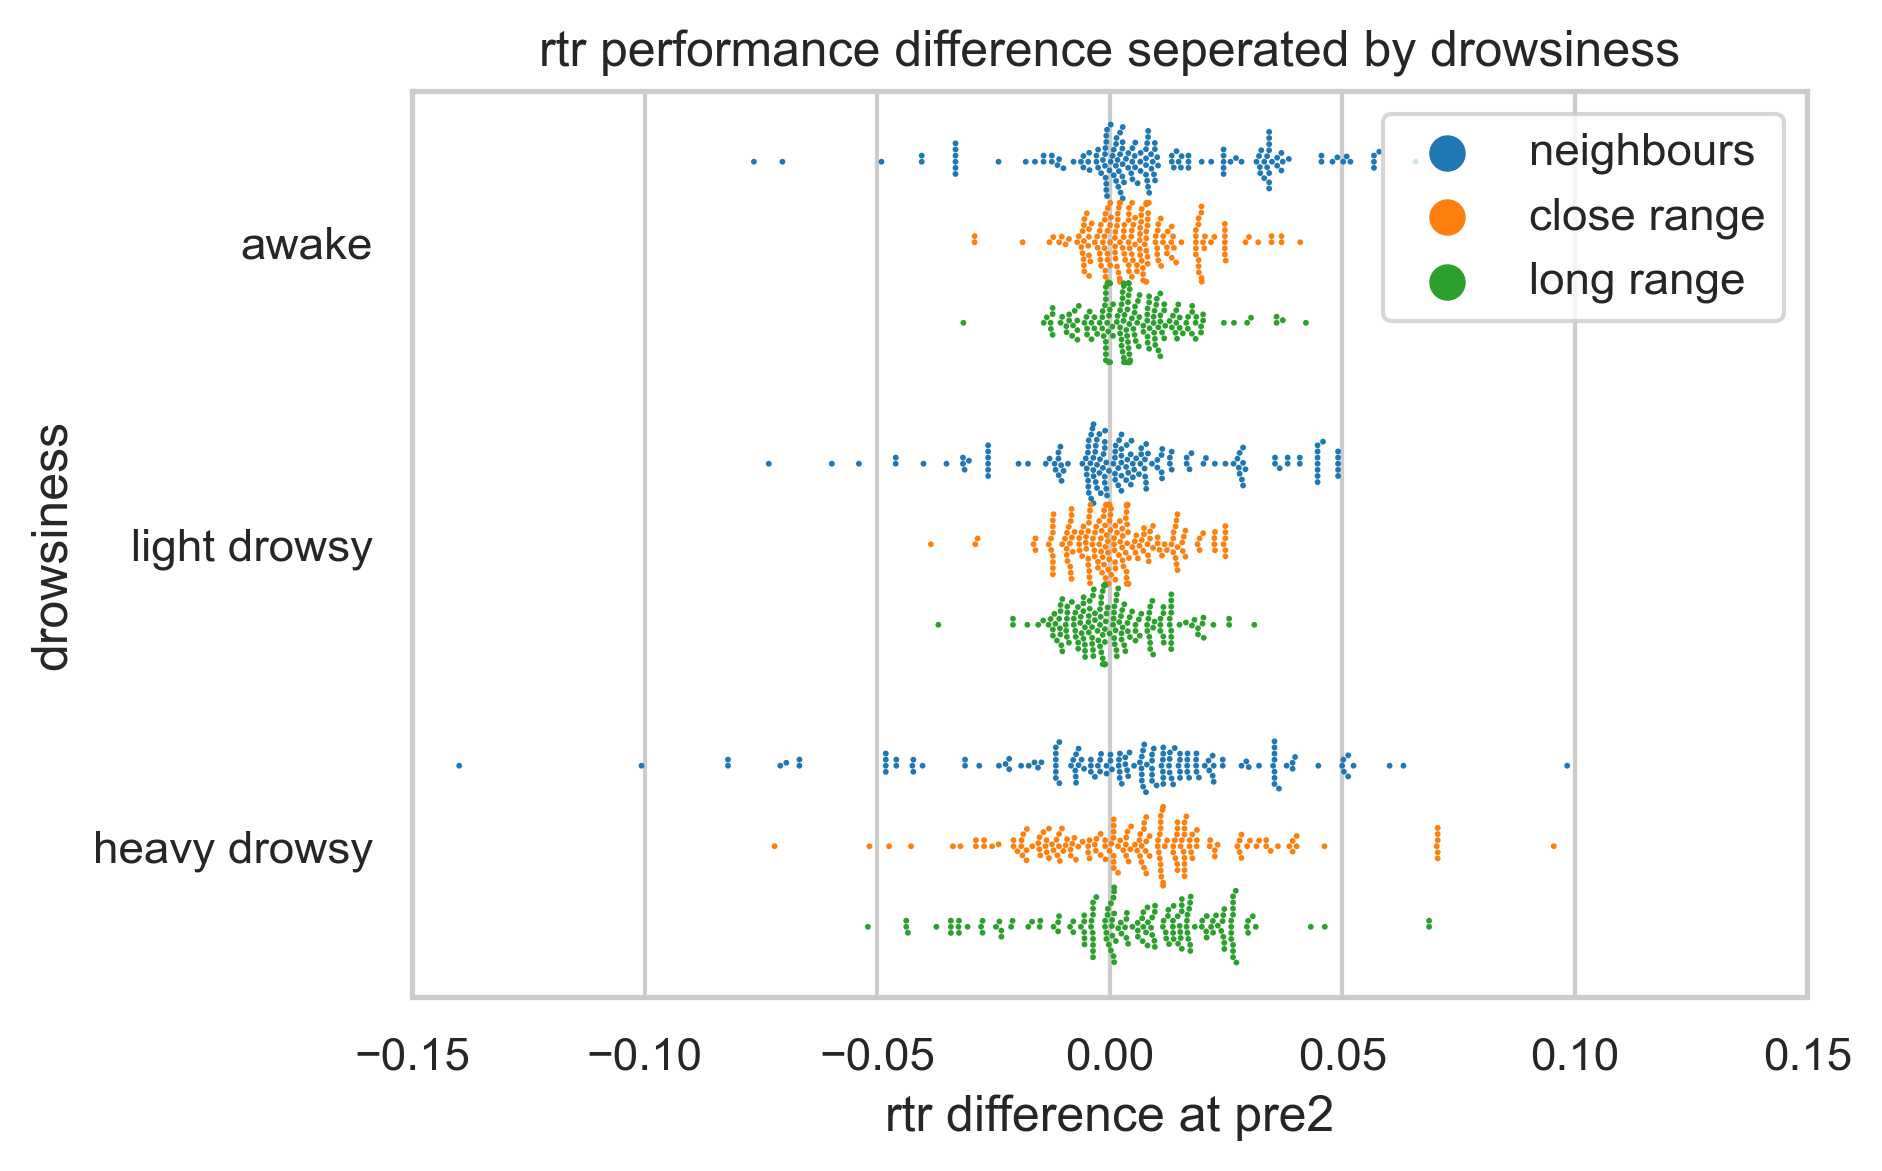 rtr performance difference seperated by drowsiness
neighbours
close range
long range
drowsiness
awake
light drowsy
heavy drowsy
−0.15 −0.10 −0.05 0.00 0.05 0.10 0.15
rtr difference at pre2